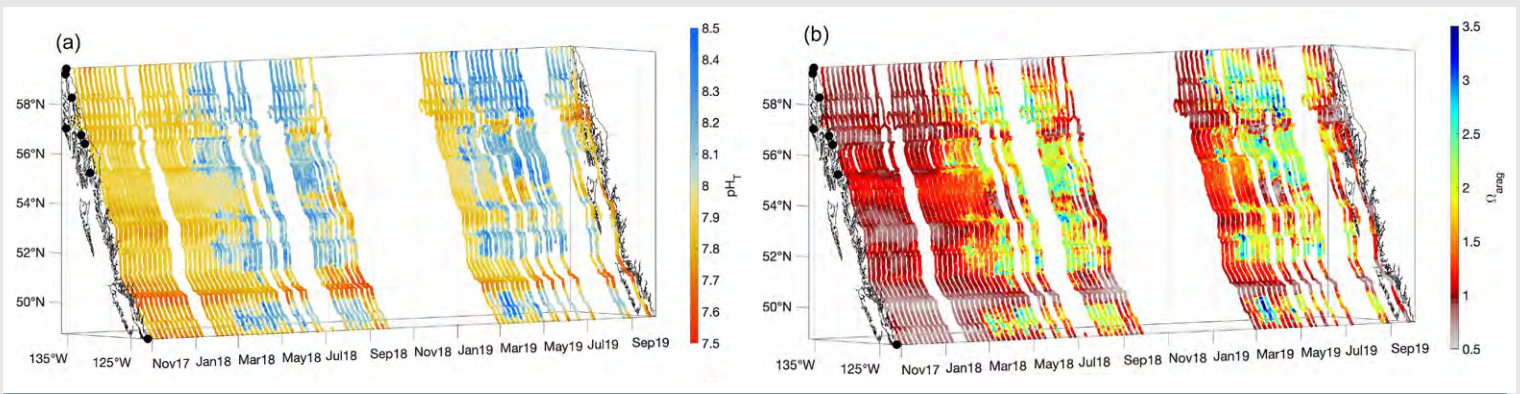 (a)
58°N
56°N
54°N
52°N
50°N
135°W
125°W
Nov17 Jan18 Mar18 May18 Jul18 Sep18 Nov18 Jan19 Mar19 May19 Jul19 Sep19
8.5
8.4
8.3
8.2
8.1
8
7.9
7.8
7.7
7.6
7.5
pH_T
(b)
58°N
56°N
54°N
52°N
50°N
135°W
125°W
Nov17 Jan18 Mar18 May18 Jul18 Sep18 Nov18 Jan19 Mar19 May19 Jul19 Sep19
3.5
3
2.5
2
1.5
1
0.5
Ω_arag